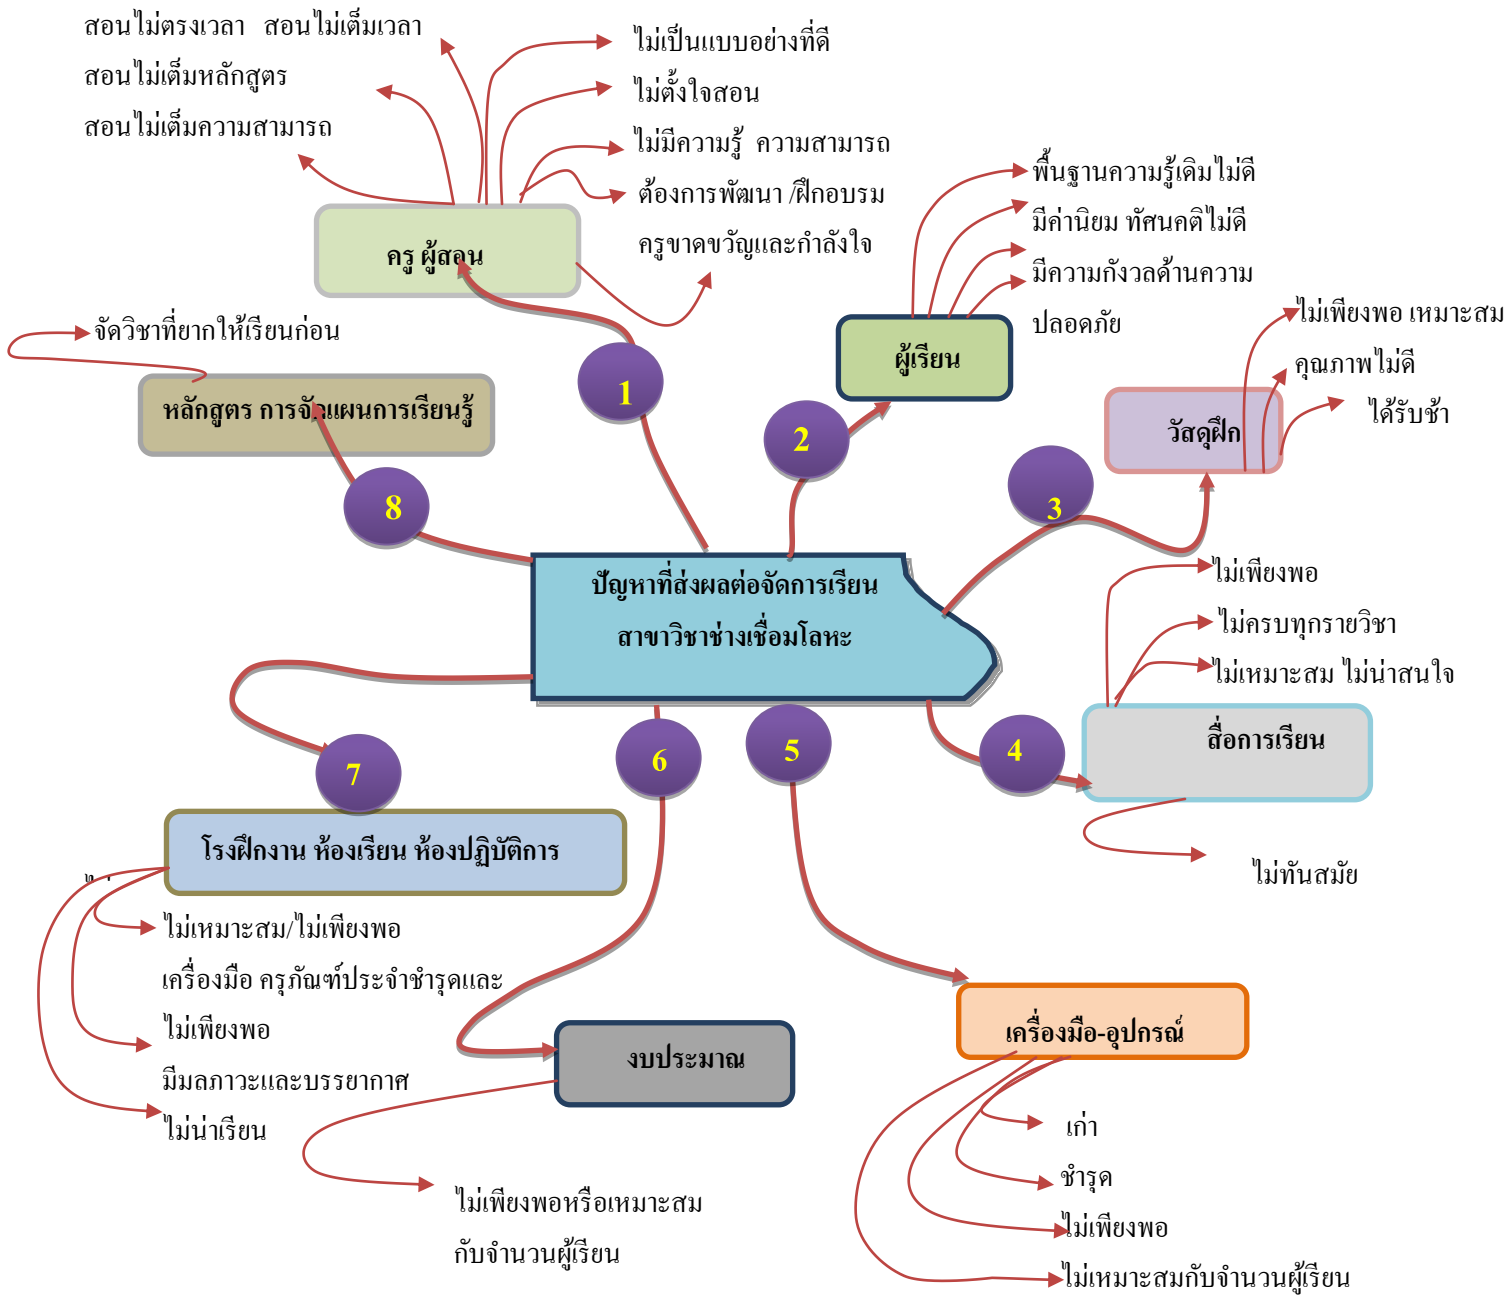 สอนไม่ตรงเวลา สอนไม่เต็มเวลา
สอนไม่เต็มหลักสูตร
สอนไม่เต็มความสามารถ
ไม่เป็นแบบอย่างที่ดี
ไม่ตั้งใจสอน
ไม่มีความรู้ ความสามารถ
ต้องการพัฒนา /ฝึกอบรม
ครูขาดขวัญและกำลังใจ
ครู ผู้สอน
1
พื้นฐานความรู้เดิมไม่ดี
มีค่านิยม ทัศนคติไม่ดี
มีความกังวลด้านความ
ปลอดภัย
ผู้เรียน
2
ไม่เพียงพอ เหมาะสม
คุณภาพไม่ดี
ได้รับช้า
วัสดุฝึก
3
จัดวิชาที่ยากให้เรียนก่อน
หลักสูตร การจัดแผนการเรียนรู้
8
ปัญหาที่ส่งผลต่อจัดการเรียน
สาขาวิชาช่างเชื่อมโลหะ
ไม่เพียงพอ
ไม่ครบทุกรายวิชา
ไม่เหมาะสม ไม่น่าสนใจ
สื่อการเรียน
4
ไม่ทันสมัย
5
6
7
โรงฝึกงาน ห้องเรียน ห้องปฏิบัติการ
ไม่เหมาะสม/ไม่เพียงพอ
เครื่องมือ ครุภัณฑ์ประจำชำรุดและ
ไม่เพียงพอ
มีมลภาวะและบรรยากาศ
ไม่น่าเรียน
งบประมาณ
ไม่เพียงพอหรือเหมาะสม
กับจำนวนผู้เรียน
เครื่องมือ-อุปกรณ์
เก่า
ชำรุด
ไม่เพียงพอ
ไม่เหมาะสมกับจำนวนผู้เรียน